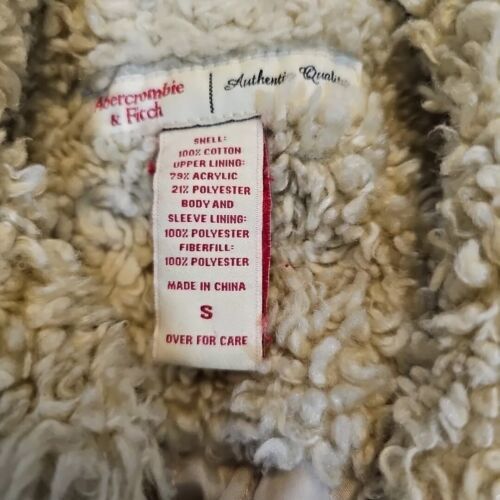 Abercrombie
& Fitch
Authentic Quality
SHELL:
100% COTTON
UPPER LINING:
79% ACRYLIC
21% POLYESTER
BODY AND
SLEEVE LINING:
100% POLYESTER
FIBERFILL:
100% POLYESTER
MADE IN CHINA
S
OVER FOR CARE